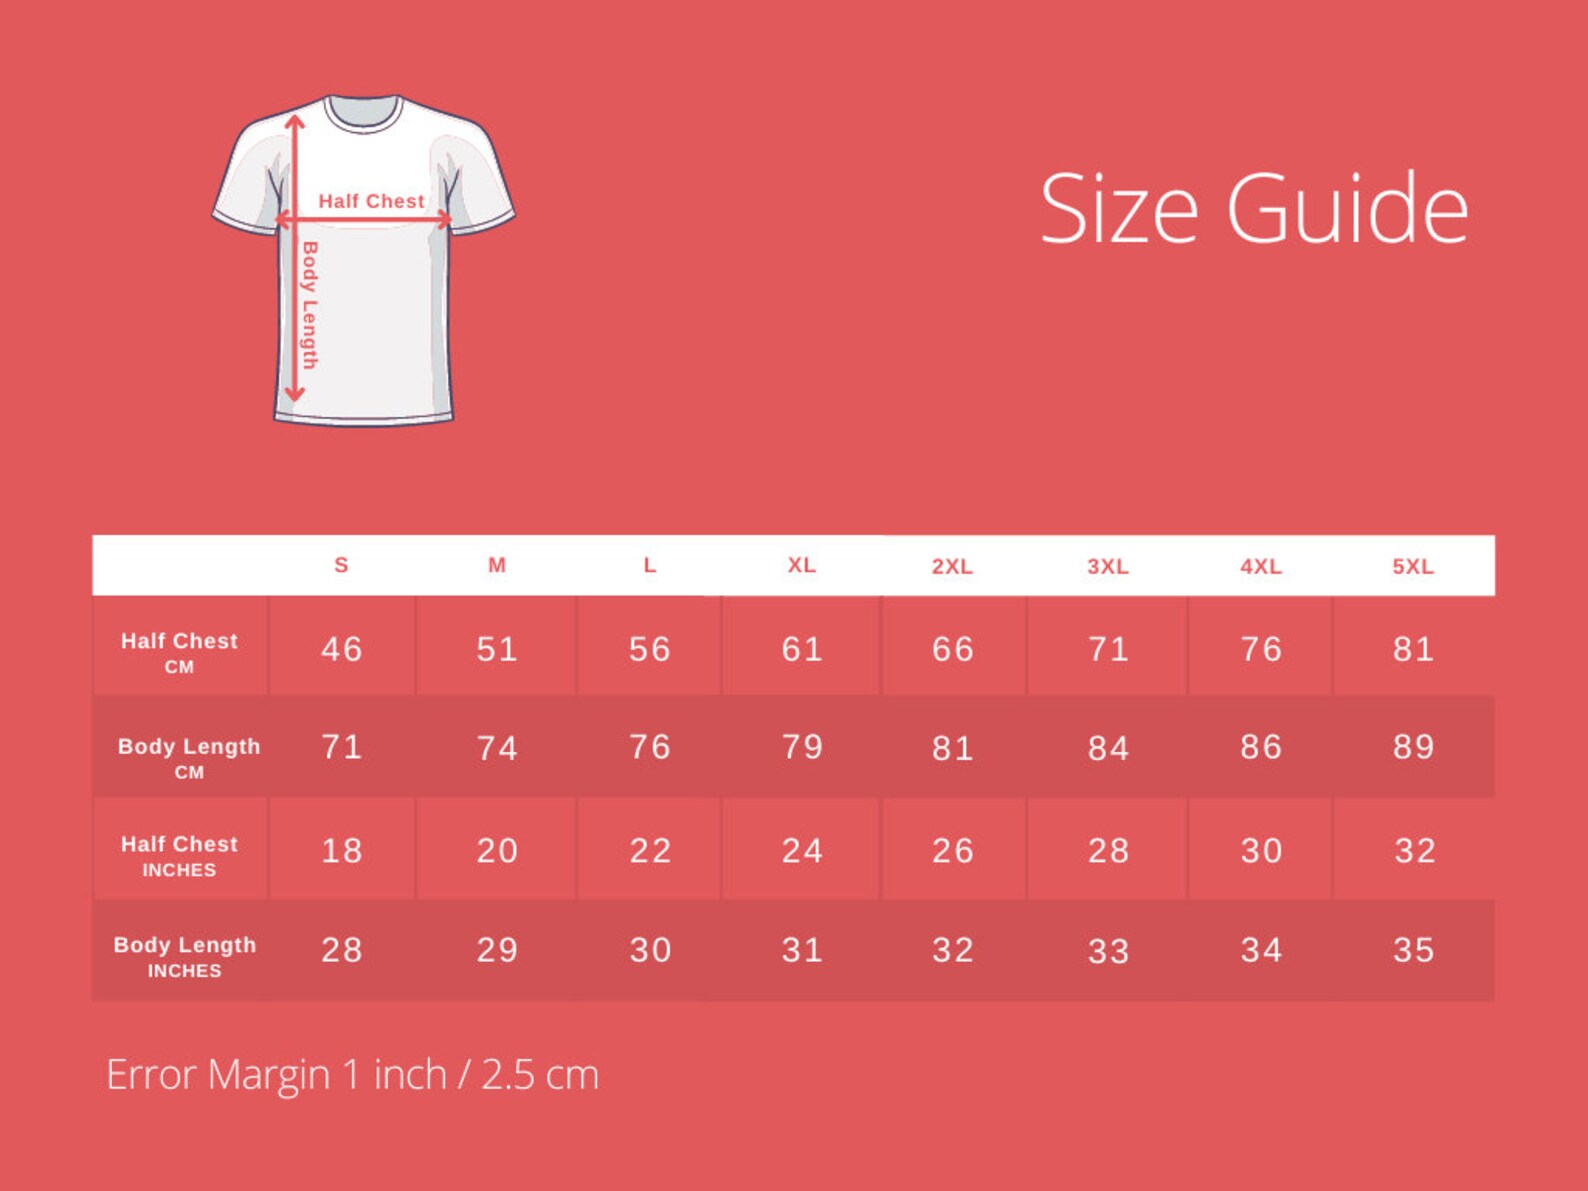 Size Guide
Half Chest
Body Length
S M L XL 2XL 3XL 4XL 5XL
Half Chest
CM
46 51 56 61 66 71 76 81
Body Length
CM
71 74 76 79 81 84 86 89
Half Chest
INCHES
18 20 22 24 26 28 30 32
Body Length
INCHES
28 29 30 31 32 33 34 35
Error Margin 1 inch / 2.5 cm